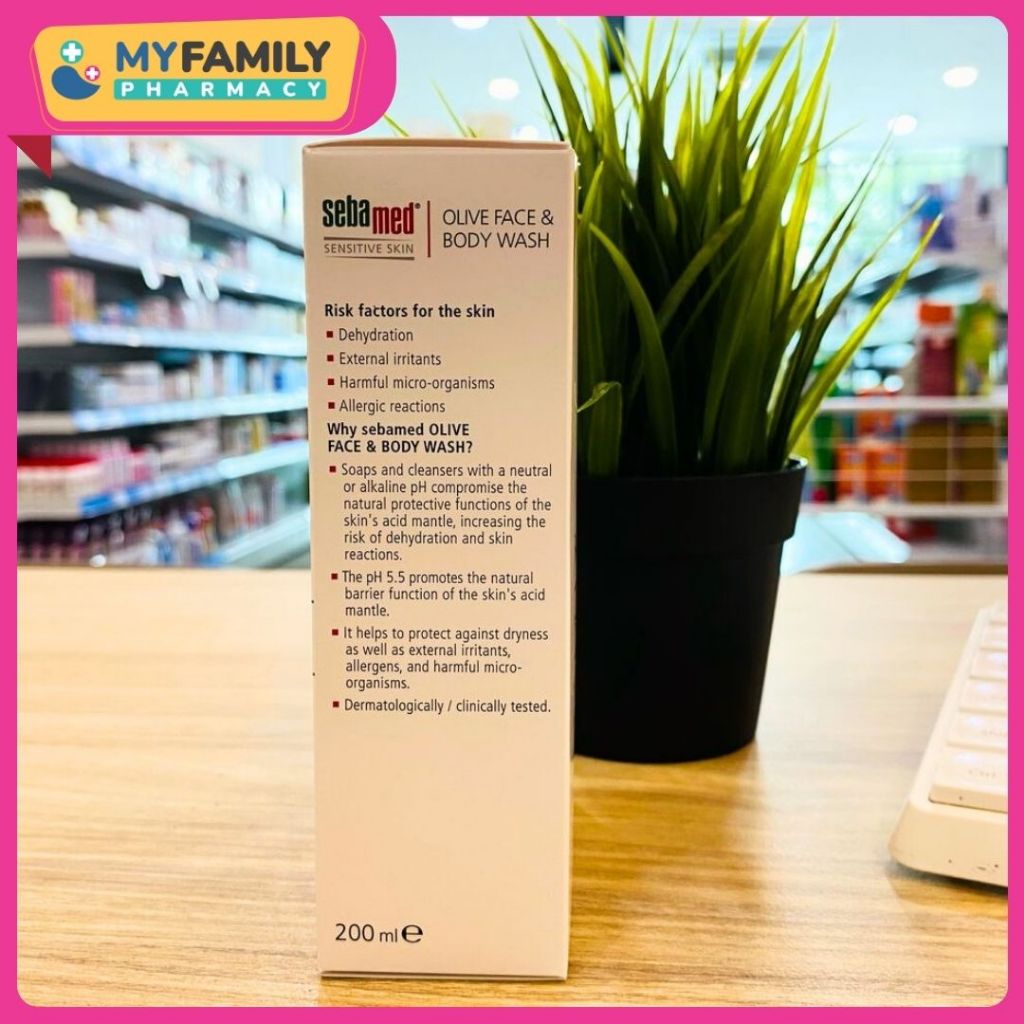 MYFAMILY
PHARMACY
sebamed®
SENSITIVE SKIN
OLIVE FACE &
BODY WASH
Risk factors for the skin
▪ Dehydration
▪ External irritants
▪ Harmful micro-organisms
▪ Allergic reactions
Why sebamed OLIVE
FACE & BODY WASH?
▪ Soaps and cleansers with a neutral
or alkaline pH compromise the
natural protective functions of the
skin's acid mantle, increasing the
risk of dehydration and skin
reactions.
▪ The pH 5.5 promotes the natural
barrier function of the skin's acid
mantle.
▪ It helps to protect against dryness
as well as external irritants,
allergens, and harmful micro-
organisms.
▪ Dermatologically / clinically tested.
200 ml ℮